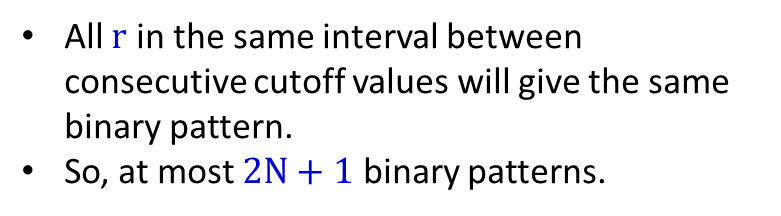 • All r in the same interval between
consecutive cutoff values will give the same
binary pattern.
• So, at most 2N + 1 binary patterns.